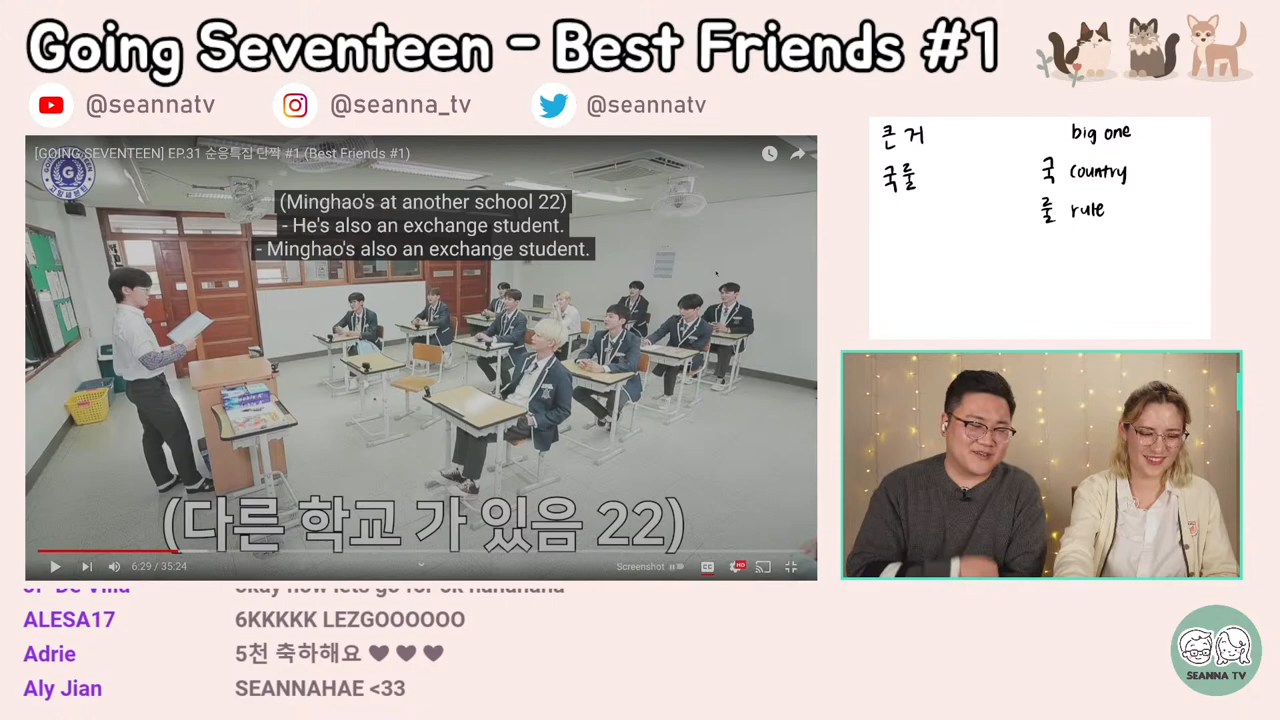 Going Seventeen - Best Friends #1
@seannatv
@seanna_tv
@seannatv
[GOING SEVENTEEN] EP.31 순응특집 단짝 #1 (Best Friends #1)
G
(Minghao's at another school 22)
- He's also an exchange student.
- Minghao's also an exchange student.
(다른 학교 가 있음 22)
6:29 / 35:24
Screenshot
CC
HD
큰 거 big one
국룰 국 country
룰 rule
ALESA17 6KKKKK LEZGOOOOOO
Adrie 5천 축하해요 ❤ ❤ ❤
Aly Jian SEANNAHAE <33
SEANNA TV